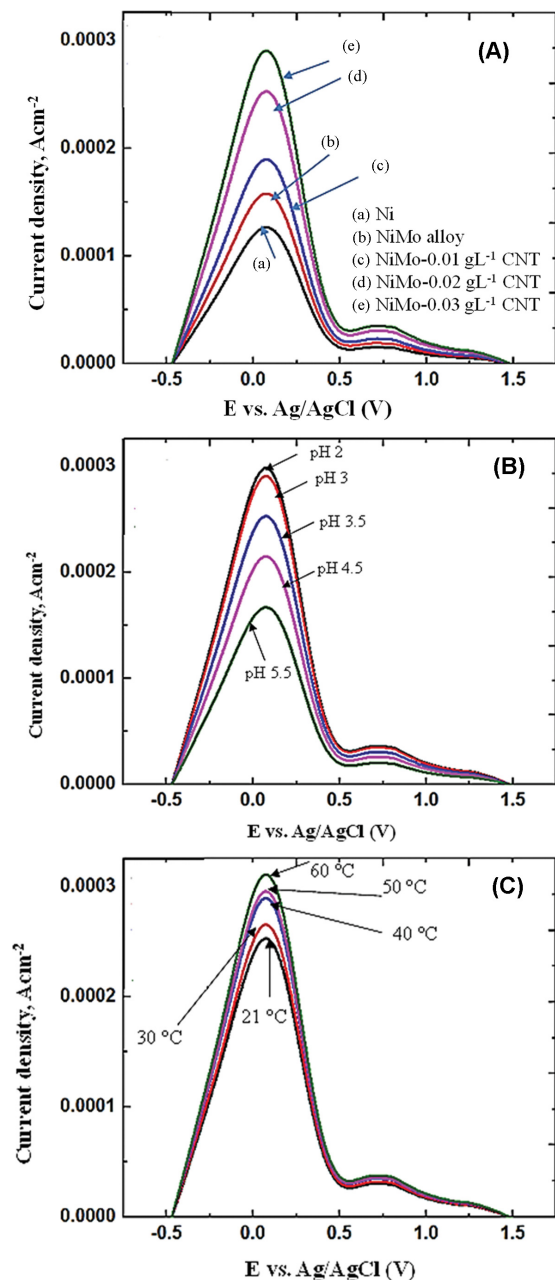 (A)
0.0003
0.0002
0.0001
0.0000
Current density, Acm⁻²
(e)
(d)
(b)
(c)
(a)
(a) Ni
(b) NiMo alloy
(c) NiMo-0.01 gL⁻¹ CNT
(d) NiMo-0.02 gL⁻¹ CNT
(e) NiMo-0.03 gL⁻¹ CNT
-0.5 0.0 0.5 1.0 1.5
E vs. Ag/AgCl (V)
(B)
0.0003
0.0002
0.0001
0.0000
Current density, Acm⁻²
pH 2
pH 3
pH 3.5
pH 4.5
pH 5.5
-0.5 0.0 0.5 1.0 1.5
E vs. Ag/AgCl (V)
(C)
0.0003
0.0002
0.0001
0.0000
Current density, Acm⁻²
60 °C
50 °C
40 °C
30 °C
21 °C
-0.5 0.0 0.5 1.0 1.5
E vs. Ag/AgCl (V)